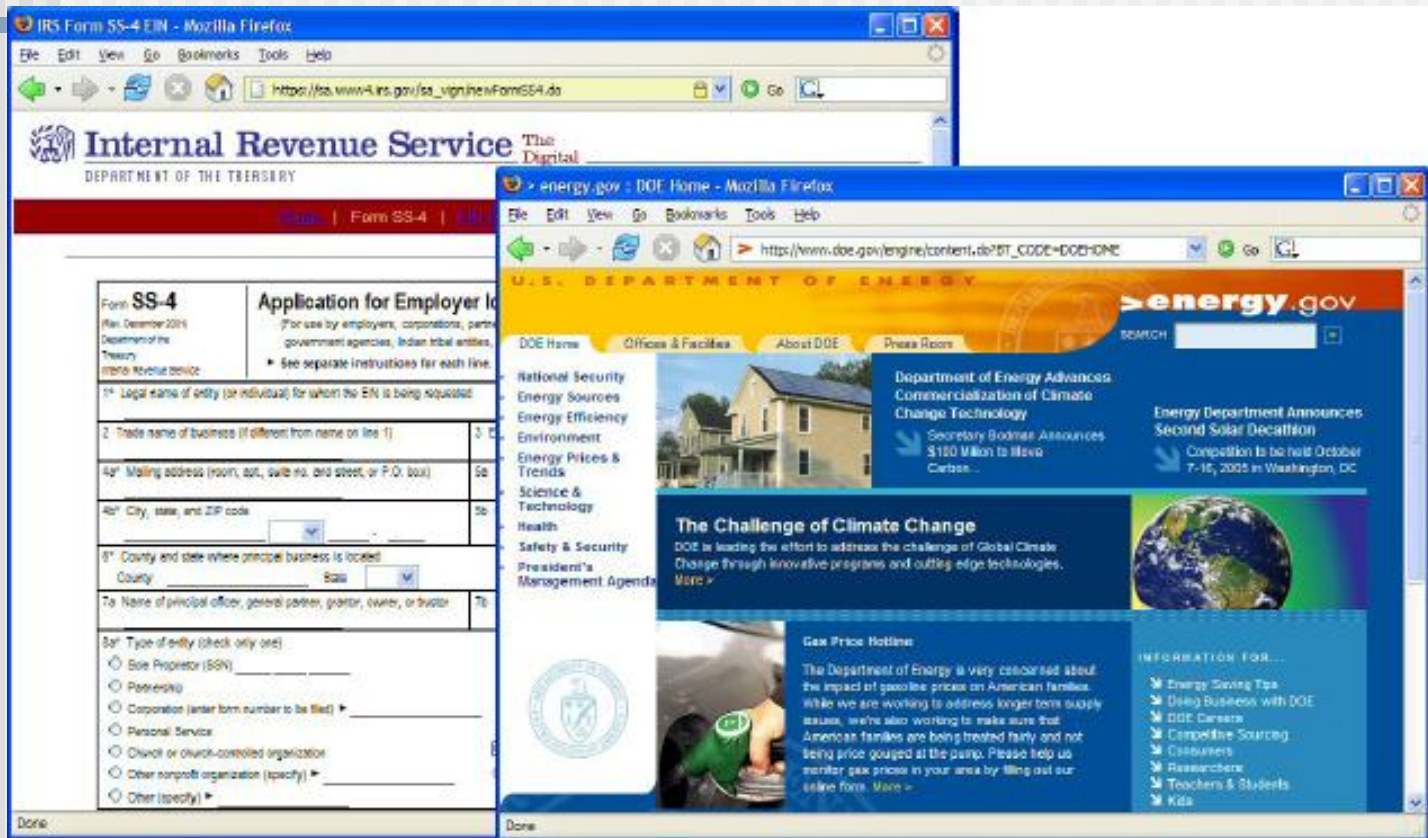 IRS Form SS-4 EIN - Mozilla Firefox
File Edit View Go Bookmarks Tools Help
https://sa.www4.irs.gov/sa_vign/newFormSS4.do
Go
Internal Revenue Service
The
Digital
DEPARTMENT OF THE TREASURY
Home | Form SS-4 |
Form SS-4
(Rev. December 2001)
Department of the
Treasury
Internal Revenue Service
Application for Employer
(For use by employers, corporations,
government agencies, Indian tribal entities,
► See separate instructions for each line.
1* Legal name of entity (or individual) for whom the EIN is being requested
2 Trade name of business (if different from name on line 1)
3
4a* Mailing address (room, apt., suite no. and street, or P.O. box)
5a
4b* City, state, and ZIP code
5b
6* County and state where principal business is located
County State
7a Name of principal officer, general partner, grantor, owner, or trustor
7b
8a* Type of entity (check only one)
Sole Proprietor (SSN)
Partnership
Corporation (enter form number to be filed) ►
Personal Service
Church or church-controlled organization
Other nonprofit organization (specify) ►
Other (specify) ►
Done
> energy.gov : DOE Home - Mozilla Firefox
File Edit View Go Bookmarks Tools Help
http://www.doe.gov/engine/content.do?BT_CODE=DOEHOME
Go
U.S. DEPARTMENT OF ENERGY
>energy.gov
SEARCH
DOE Home Offices & Facilities About DOE Press Room
National Security
Energy Sources
Energy Efficiency
Environment
Energy Prices &
Trends
Science &
Technology
Health
Safety & Security
President's
Management Agenda
Department of Energy Advances
Commercialization of Climate
Change Technology
Secretary Bodman Announces
$100 Million to Move
Carbon...
Energy Department Announces
Second Solar Decathlon
Competition to be held October
7-16, 2005 in Washington, DC
The Challenge of Climate Change
DOE is leading the effort to address the challenge of Global Climate
Change through innovative programs and cutting edge technologies.
More >
Gas Price Hotline
The Department of Energy is very concerned about
the impact of gasoline prices on American families.
While we are working to address longer term supply
issues, we're also working to make sure that
American families are being treated fairly and not
being price gouged at the pump. Please help us
monitor gas prices in your area by filling out our
online form. More >
INFORMATION FOR...
Energy Saving Tips
Doing Business with DOE
DOE Careers
Competitive Sourcing
Consumers
Researchers
Teachers & Students
Kids
Done